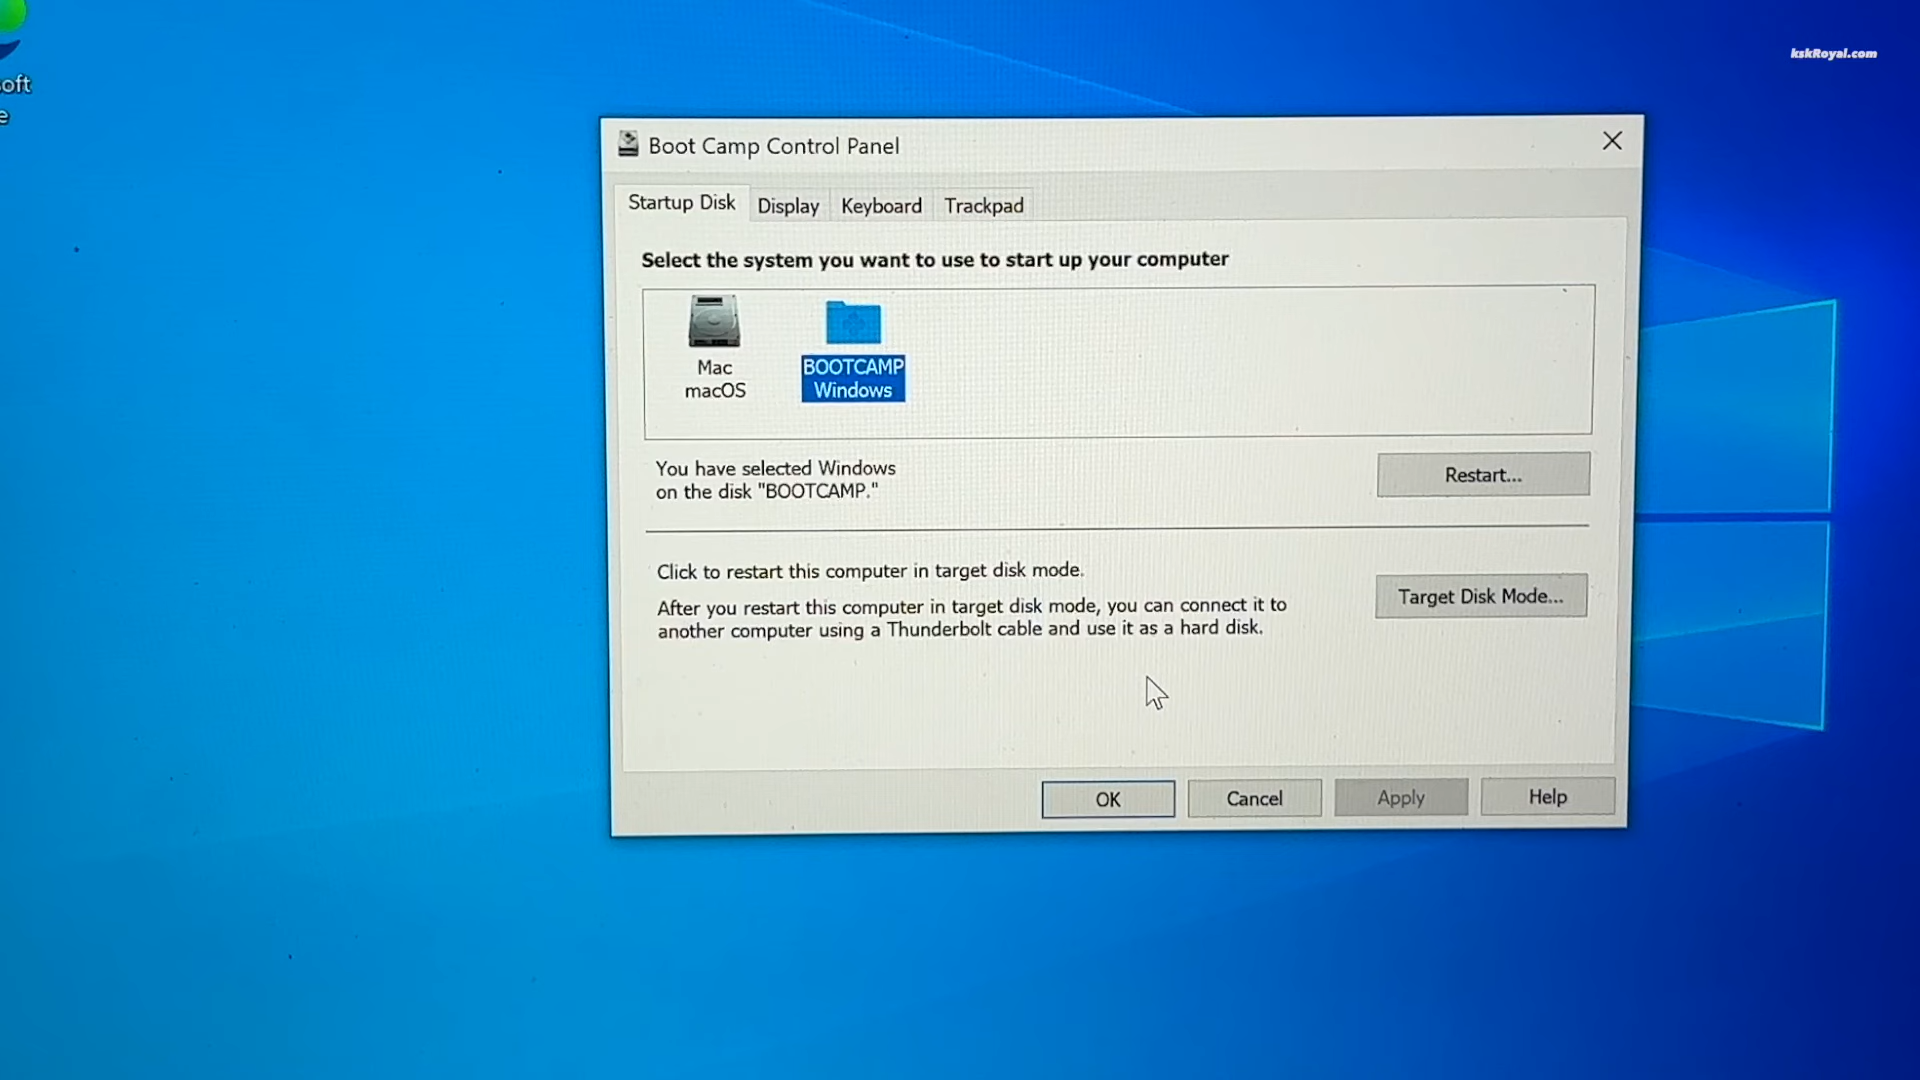 kskRoyal.com
oft
e
Boot Camp Control Panel
Startup Disk
Display
Keyboard
Trackpad
Select the system you want to use to start up your computer
Mac
macOS
BOOTCAMP
Windows
You have selected Windows
on the disk "BOOTCAMP."
Restart...
Click to restart this computer in target disk mode.
After you restart this computer in target disk mode, you can connect it to
another computer using a Thunderbolt cable and use it as a hard disk.
Target Disk Mode...
OK
Cancel
Apply
Help